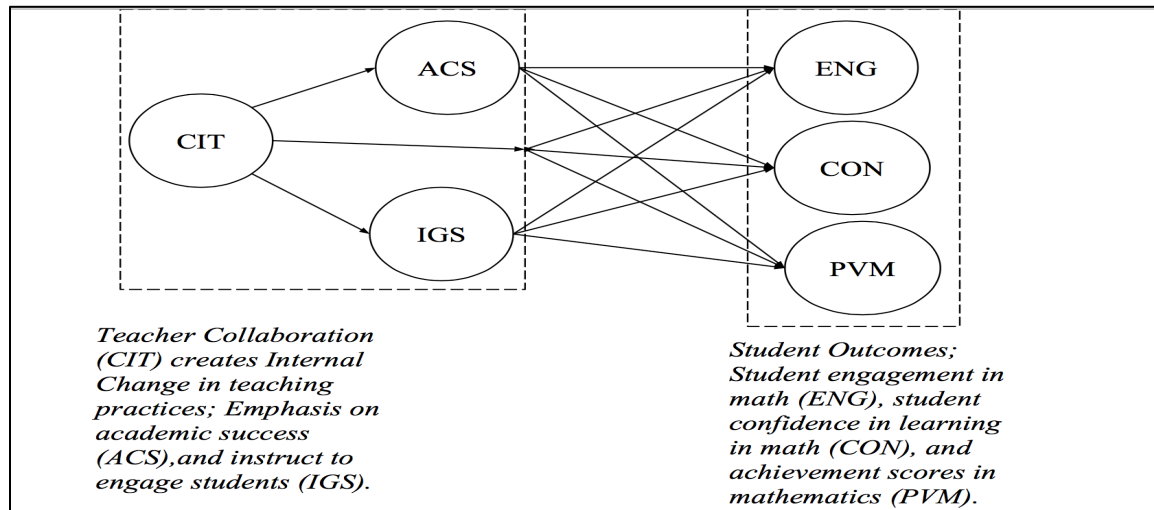 ACS
ENG
CIT
CON
IGS
PVM
Teacher Collaboration
(CIT) creates Internal
Change in teaching
practices; Emphasis on
academic success
(ACS),and instruct to
engage students (IGS).
Student Outcomes;
Student engagement in
math (ENG), student
confidence in learning
in math (CON), and
achievement scores in
mathematics (PVM).